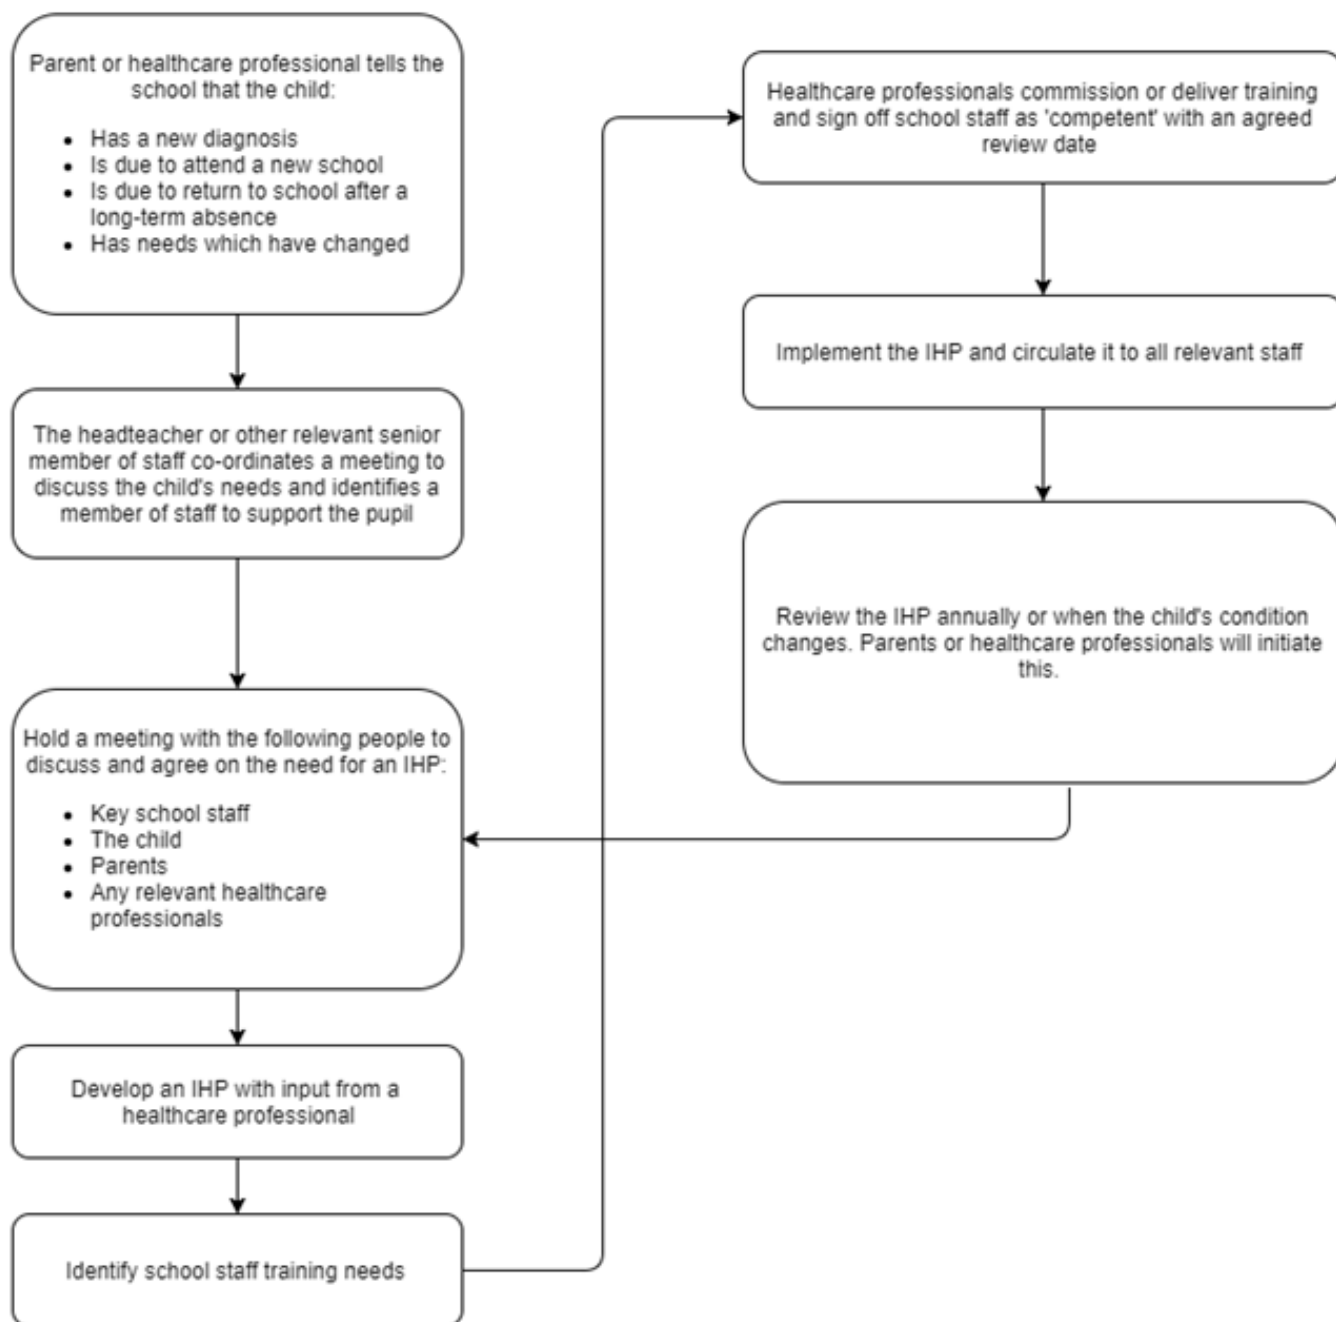 Parent or healthcare professional tells the
school that the child:
• Has a new diagnosis
• Is due to attend a new school
• Is due to return to school after a
long-term absence
• Has needs which have changed
The headteacher or other relevant senior
member of staff co-ordinates a meeting to
discuss the child's needs and identifies a
member of staff to support the pupil
Hold a meeting with the following people to
discuss and agree on the need for an IHP:
• Key school staff
• The child
• Parents
• Any relevant healthcare
professionals
Develop an IHP with input from a
healthcare professional
Identify school staff training needs
Healthcare professionals commission or deliver training
and sign off school staff as 'competent' with an agreed
review date
Implement the IHP and circulate it to all relevant staff
Review the IHP annually or when the child's condition
changes. Parents or healthcare professionals will initiate
this.